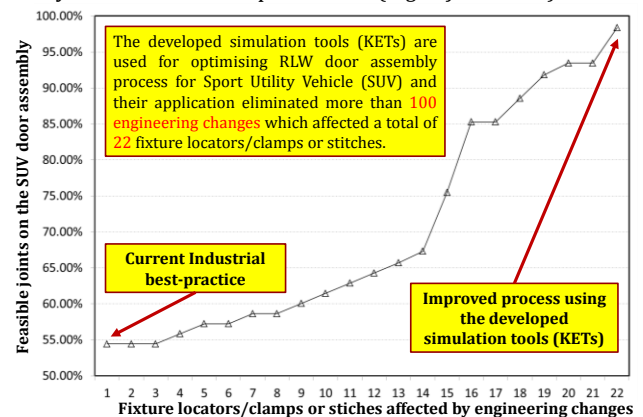 100.00%
95.00%
90.00%
85.00%
80.00%
75.00%
70.00%
65.00%
60.00%
55.00%
50.00%
Feasible joints on the SUV door assembly
The developed simulation tools (KETs) are
used for optimising RLW door assembly
process for Sport Utility Vehicle (SUV) and
their application eliminated more than 100
engineering changes which affected a total of
22 fixture locators/clamps or stitches.
Current Industrial
best-practice
Improved process using
the developed
simulation tools (KETs)
1 2 3 4 5 6 7 8 9 10 11 12 13 14 15 16 17 18 19 20 21 22
Fixture locators/clamps or stiches affected by engineering changes